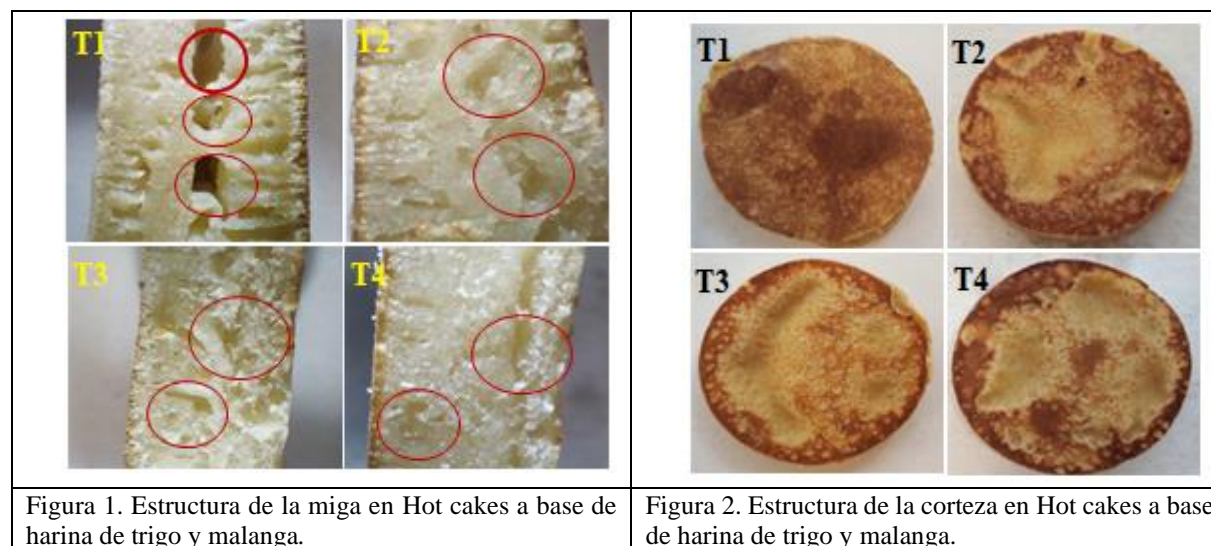 T1
T2
T3
T4
T1
T2
T3
T4
Figura 1. Estructura de la miga en Hot cakes a base de
harina de trigo y malanga.
Figura 2. Estructura de la corteza en Hot cakes a base
de harina de trigo y malanga.